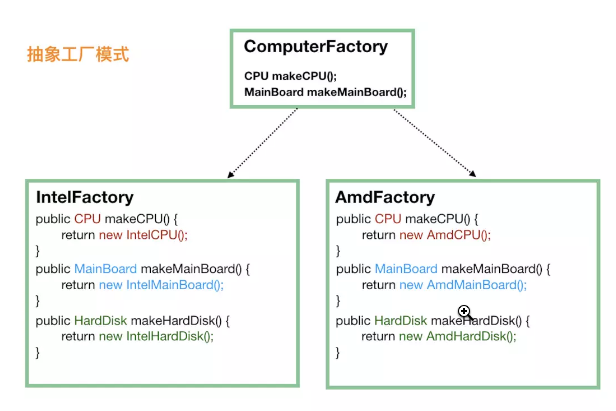 抽象工厂模式
ComputerFactory
CPU makeCPU();
MainBoard makeMainBoard();
IntelFactory
public CPU makeCPU() {
return new IntelCPU();
}
public MainBoard makeMainBoard() {
return new IntelMainBoard();
}
public HardDisk makeHardDisk() {
return new IntelHardDisk();
}
AmdFactory
public CPU makeCPU() {
return new AmdCPU();
}
public MainBoard makeMainBoard() {
return new AmdMainBoard();
}
public HardDisk makeHardDisk() {
return new AmdHardDisk();
}